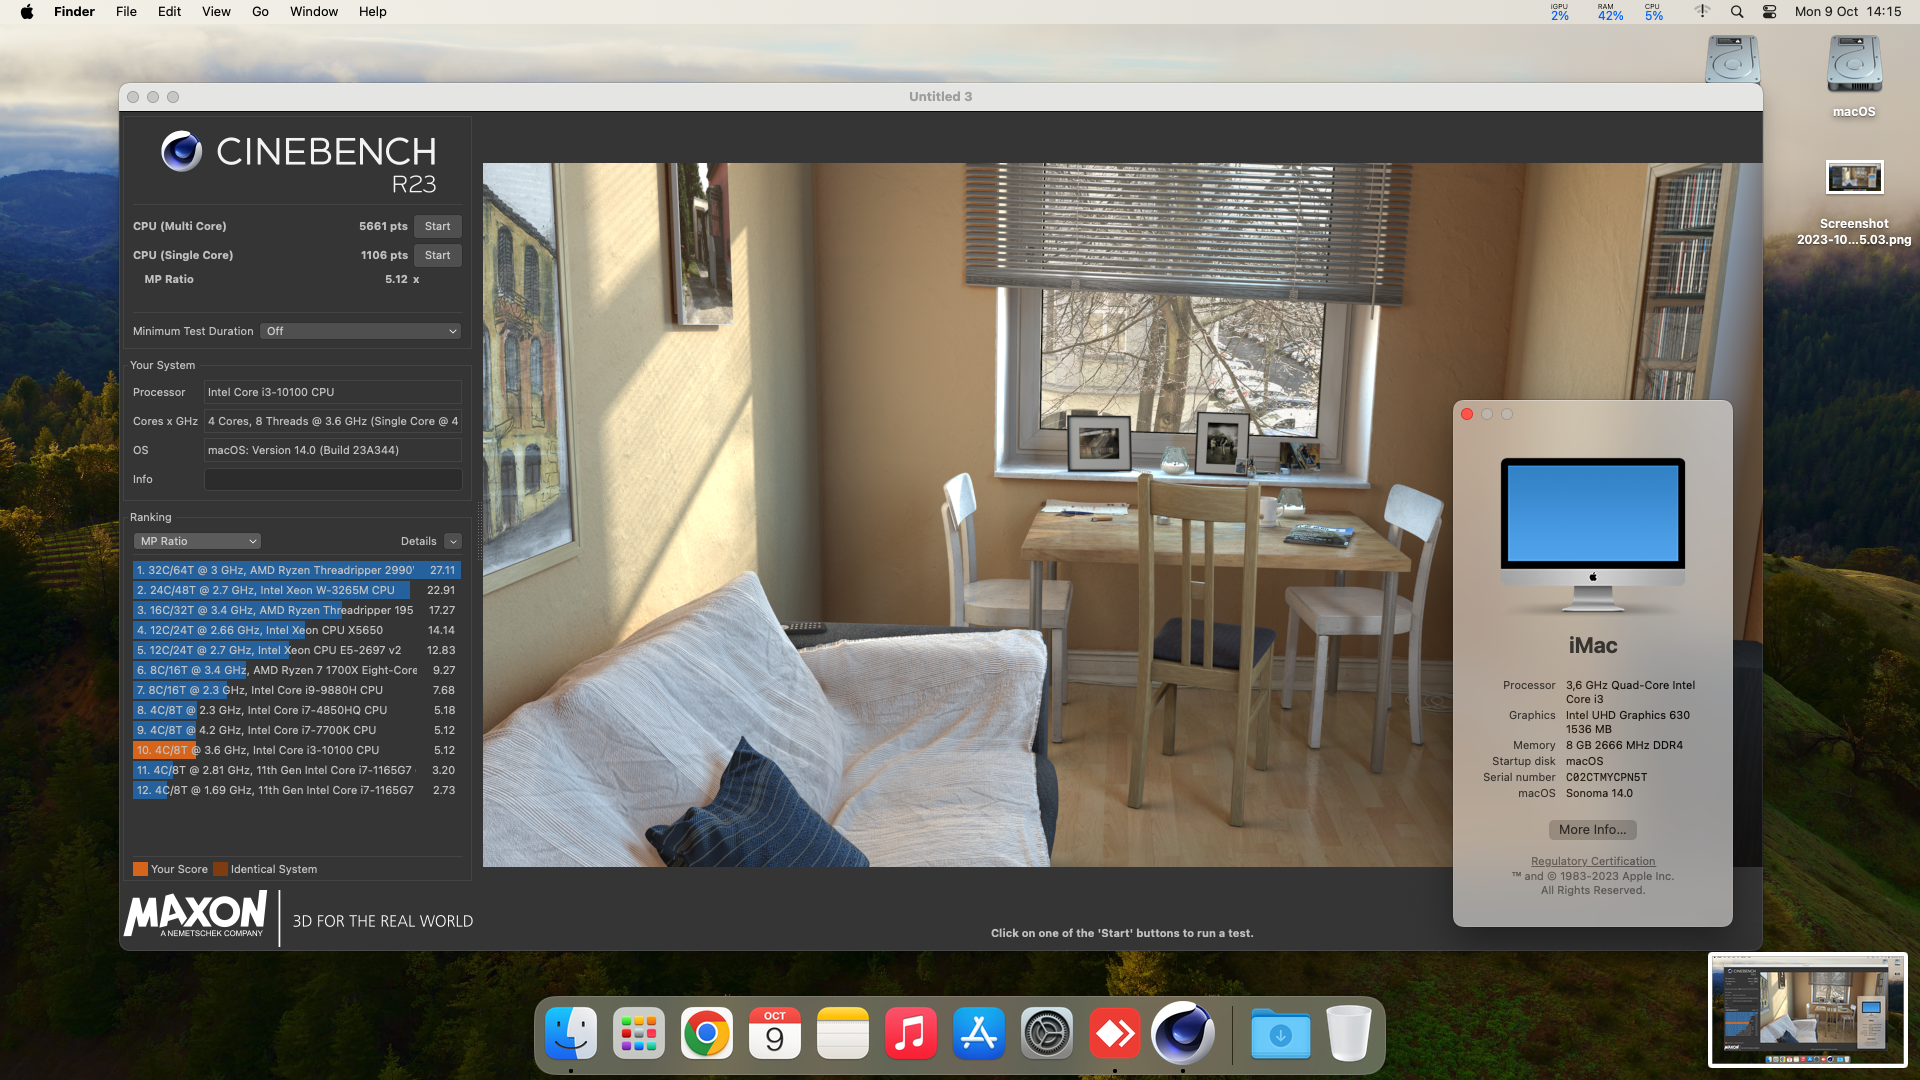 Finder File Edit View Go Window Help
iGPU 2% RAM 42% CPU 5% Mon 9 Oct 14:15
macOS
Screenshot
2023-10...5.03.png
Untitled 3
CINEBENCH
R23
CPU (Multi Core) 5661 pts Start
CPU (Single Core) 1106 pts Start
MP Ratio 5.12 x
Minimum Test Duration Off
Your System
Processor Intel Core i3-10100 CPU
Cores x GHz 4 Cores, 8 Threads @ 3.6 GHz (Single Core @ 4
OS macOS: Version 14.0 (Build 23A344)
Info
Ranking
MP Ratio Details
1. 32C/64T @ 3 GHz, AMD Ryzen Threadripper 2990' 27.11
2. 24C/48T @ 2.7 GHz, Intel Xeon W-3265M CPU 22.91
3. 16C/32T @ 3.4 GHz, AMD Ryzen Threadripper 195 17.27
4. 12C/24T @ 2.66 GHz, Intel Xeon CPU X5650 14.14
5. 12C/24T @ 2.7 GHz, Intel Xeon CPU E5-2697 v2 12.83
6. 8C/16T @ 3.4 GHz, AMD Ryzen 7 1700X Eight-Core 9.27
7. 8C/16T @ 2.3 GHz, Intel Core i9-9880H CPU 7.68
8. 4C/8T @ 2.3 GHz, Intel Core i7-4850HQ CPU 5.18
9. 4C/8T @ 4.2 GHz, Intel Core i7-7700K CPU 5.12
10. 4C/8T @ 3.6 GHz, Intel Core i3-10100 CPU 5.12
11. 4C/8T @ 2.81 GHz, 11th Gen Intel Core i7-1165G7 3.20
12. 4C/8T @ 1.69 GHz, 11th Gen Intel Core i7-1165G7 2.73
Your Score Identical System
MAXON
A NEMETSCHEK COMPANY
3D FOR THE REAL WORLD
Click on one of the 'Start' buttons to run a test.
iMac
Processor 3,6 GHz Quad-Core Intel
Core i3
Graphics Intel UHD Graphics 630
1536 MB
Memory 8 GB 2666 MHz DDR4
Startup disk macOS
Serial number C02CTMYCPN5T
macOS Sonoma 14.0
More Info...
Regulatory Certification
™ and © 1983-2023 Apple Inc.
All Rights Reserved.
OCT
9